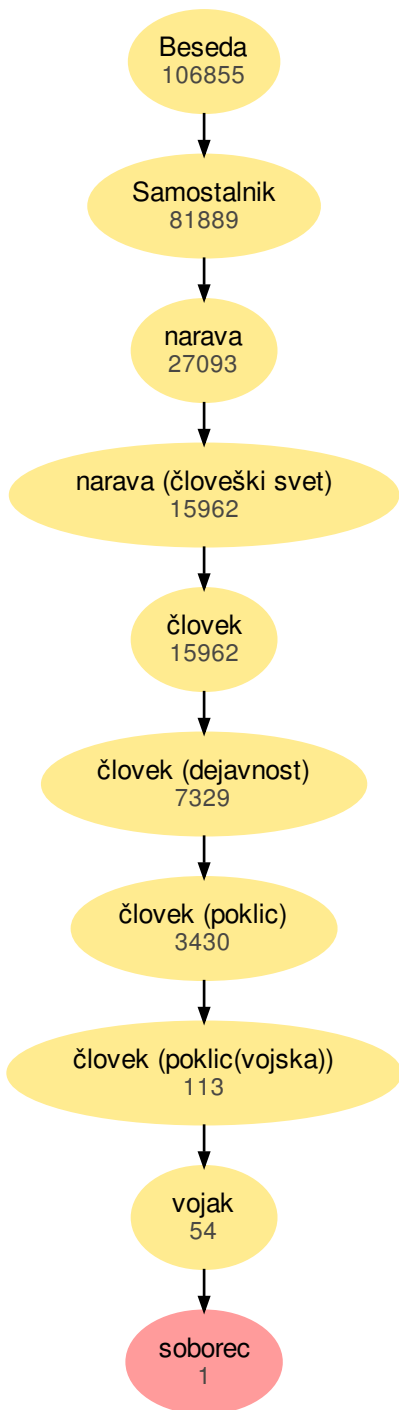 Beseda
106855
Samostalnik
81889
narava
27093
narava (človeški svet)
15962
človek
15962
človek (dejavnost)
7329
človek (poklic)
3430
človek (poklic(vojska))
113
vojak
54
soborec
1